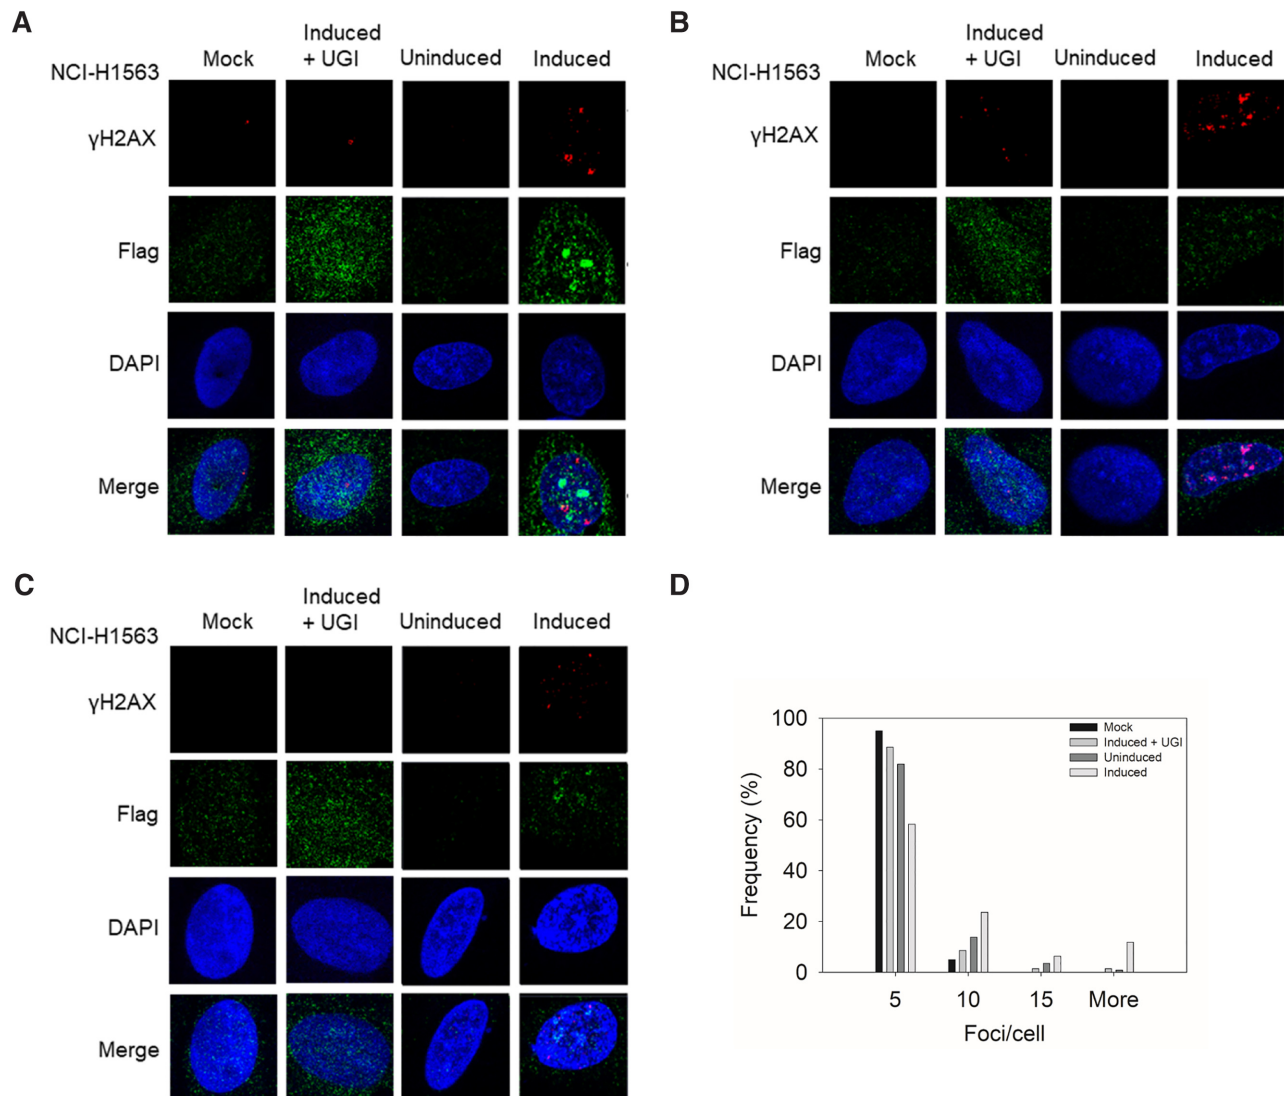 A
NCI-H1563
Mock
Induced
+ UGI
Uninduced
Induced
γH2AX
Flag
DAPI
Merge
B
NCI-H1563
Mock
Induced
+ UGI
Uninduced
Induced
γH2AX
Flag
DAPI
Merge
C
NCI-H1563
Mock
Induced
+ UGI
Uninduced
Induced
γH2AX
Flag
DAPI
Merge
D
Frequency (%)
100
80
60
40
20
0
Mock
Induced + UGI
Uninduced
Induced
5 10 15 More
Foci/cell